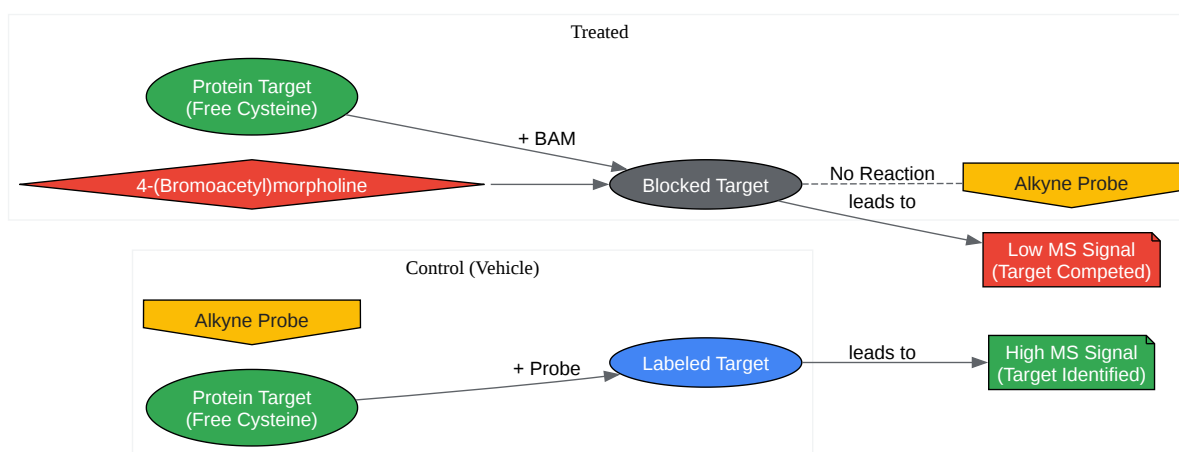 Treated
Protein Target
(Free Cysteine)
+ BAM
4-(Bromoacetyl)morpholine
Blocked Target
No Reaction
Alkyne Probe
leads to
Low MS Signal
(Target Competed)
Control (Vehicle)
Alkyne Probe
Protein Target
(Free Cysteine)
+ Probe
Labeled Target
leads to
High MS Signal
(Target Identified)